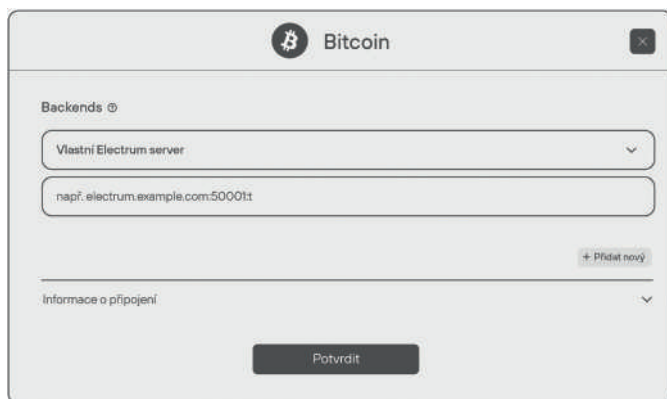 Bitcoin
Backends
Vlastní Electrum server
např. electrum.example.com:50001:t
+ Přidat nový
Informace o připojení
Potvrdit